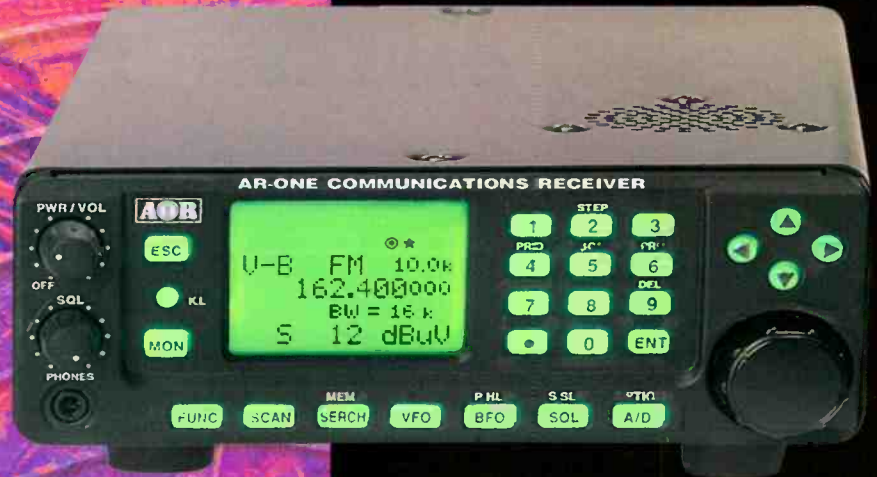 AR-ONE COMMUNICATIONS RECEIVER
PWR/VOL
OFF
SQL
PHONES
AOR
ESC
KL
MON
V-B FM 10.0k
162.400000
BW = 16 k
S 12 dBuV
STEP
1 2 3
4 5 6
DEL
7 8 9
0 ENT
MEM
FUNC SCAN SERCH VFO BFO SQL A/D